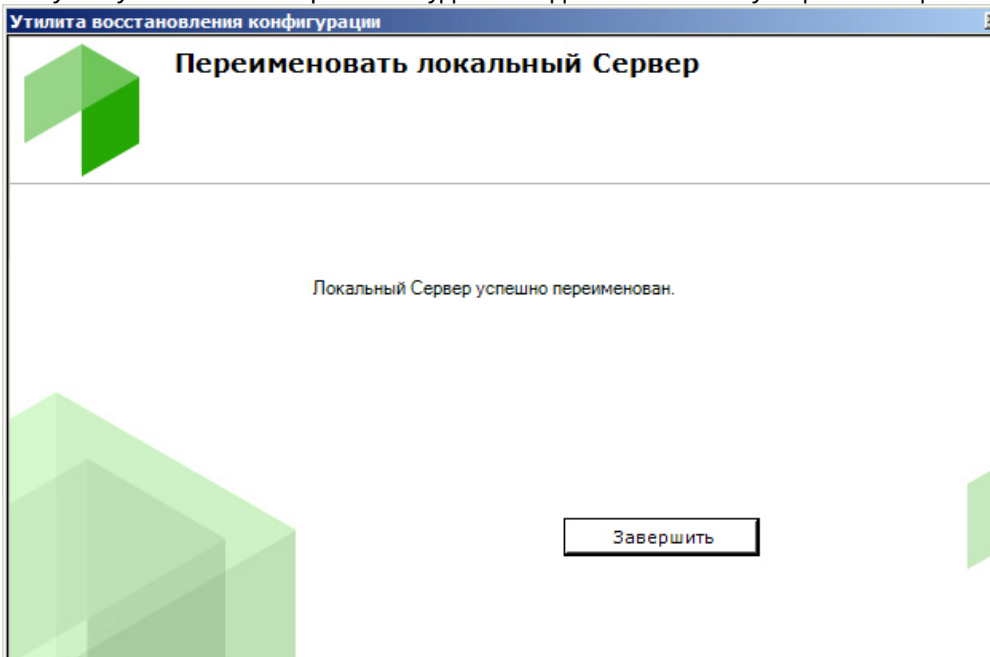 Утилита восстановления конфигурации
Переименовать локальный Сервер
Локальный Сервер успешно переименован.
Завершить